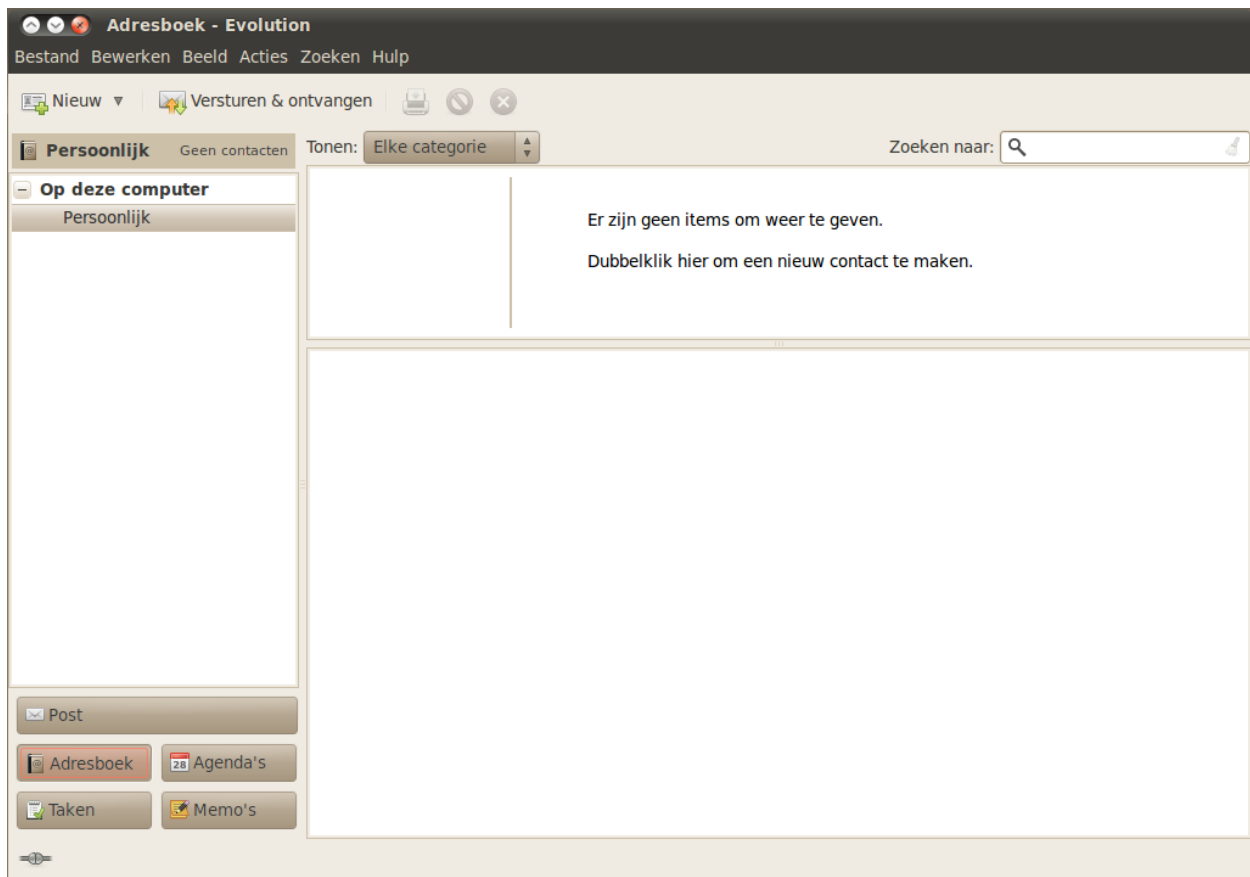 Adresboek - Evolution
Bestand Bewerken Beeld Acties Zoeken Hulp
Nieuw Versturen & ontvangen
Persoonlijk Geen contacten
Tonen: Elke categorie Zoeken naar:
Op deze computer
Persoonlijk
Er zijn geen items om weer te geven.
Dubbelklik hier om een nieuw contact te maken.
Post
Adresboek
28 Agenda's
Taken
Memo's